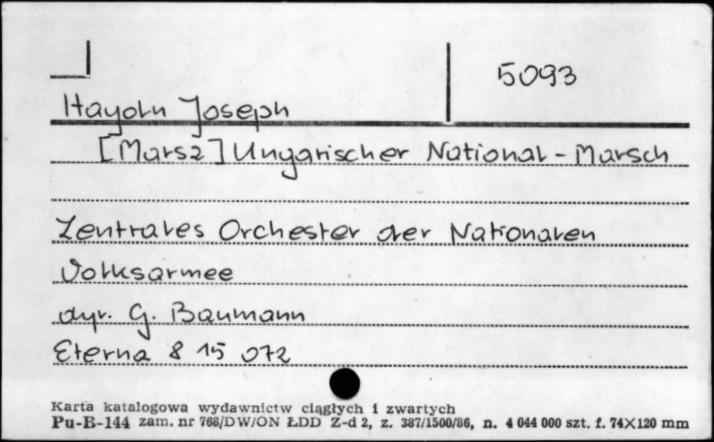 5093
Haydn Joseph
[Marsz] Ungarischer National-Marsch
Zentrales Orchester der Nationalen
Volksarmee
dyr. G. Baumann
Eterna 8 15 072
Karta katalogowa wydawnictw ciągłych i zwartych
Pu-B-144 zam. nr 768/DW/ON ŁDD Z-d 2, z. 387/1500/86, n. 4 044 000 szt. f. 74X120 mm